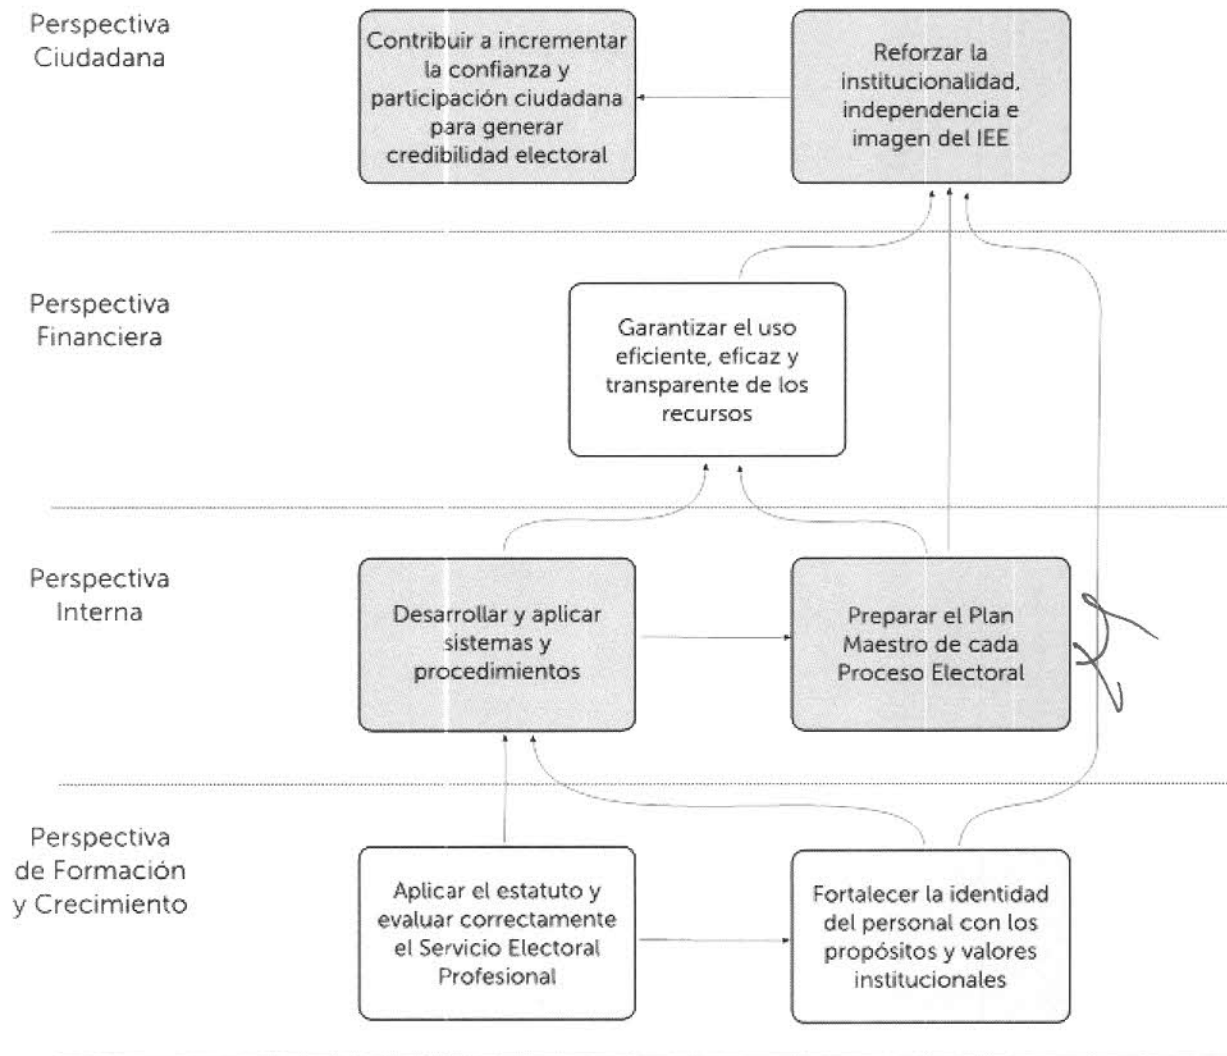 Perspectiva
Ciudadana
Contribuir a incrementar
la confianza y
participación ciudadana
para generar
credibilidad electoral
Reforzar la
institucionalidad,
independencia e
imagen del IEE
Perspectiva
Financiera
Garantizar el uso
eficiente, eficaz y
transparente de los
recursos
Perspectiva
Interna
Desarrollar y aplicar
sistemas y
procedimientos
Preparar el Plan
Maestro de cada
Proceso Electoral
Perspectiva
de Formación
y Crecimiento
Aplicar el estatuto y
evaluar correctamente
el Servicio Electoral
Profesional
Fortalecer la identidad
del personal con los
propósitos y valores
institucionales